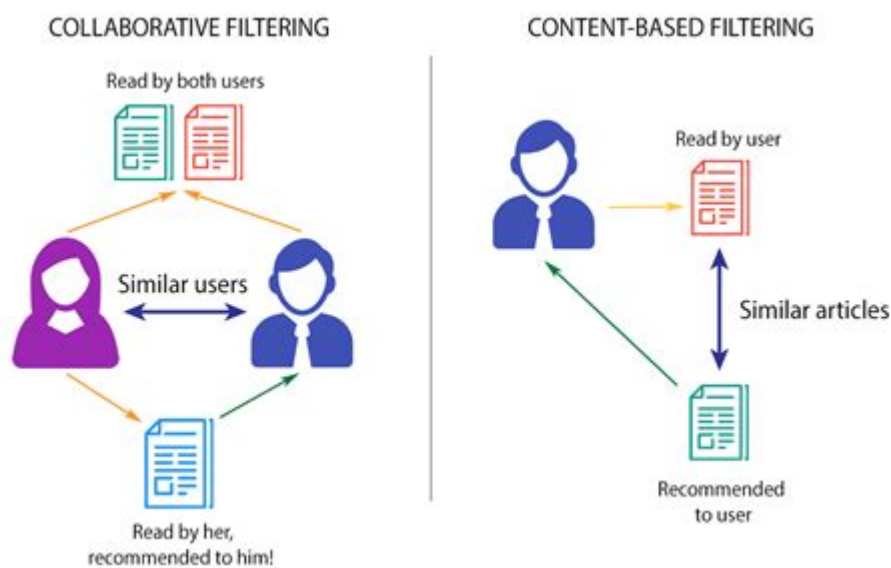 COLLABORATIVE FILTERING
Read by both users
Similar users
Read by her,
recommended to him!
CONTENT-BASED FILTERING
Read by user
Similar articles
Recommended
to user